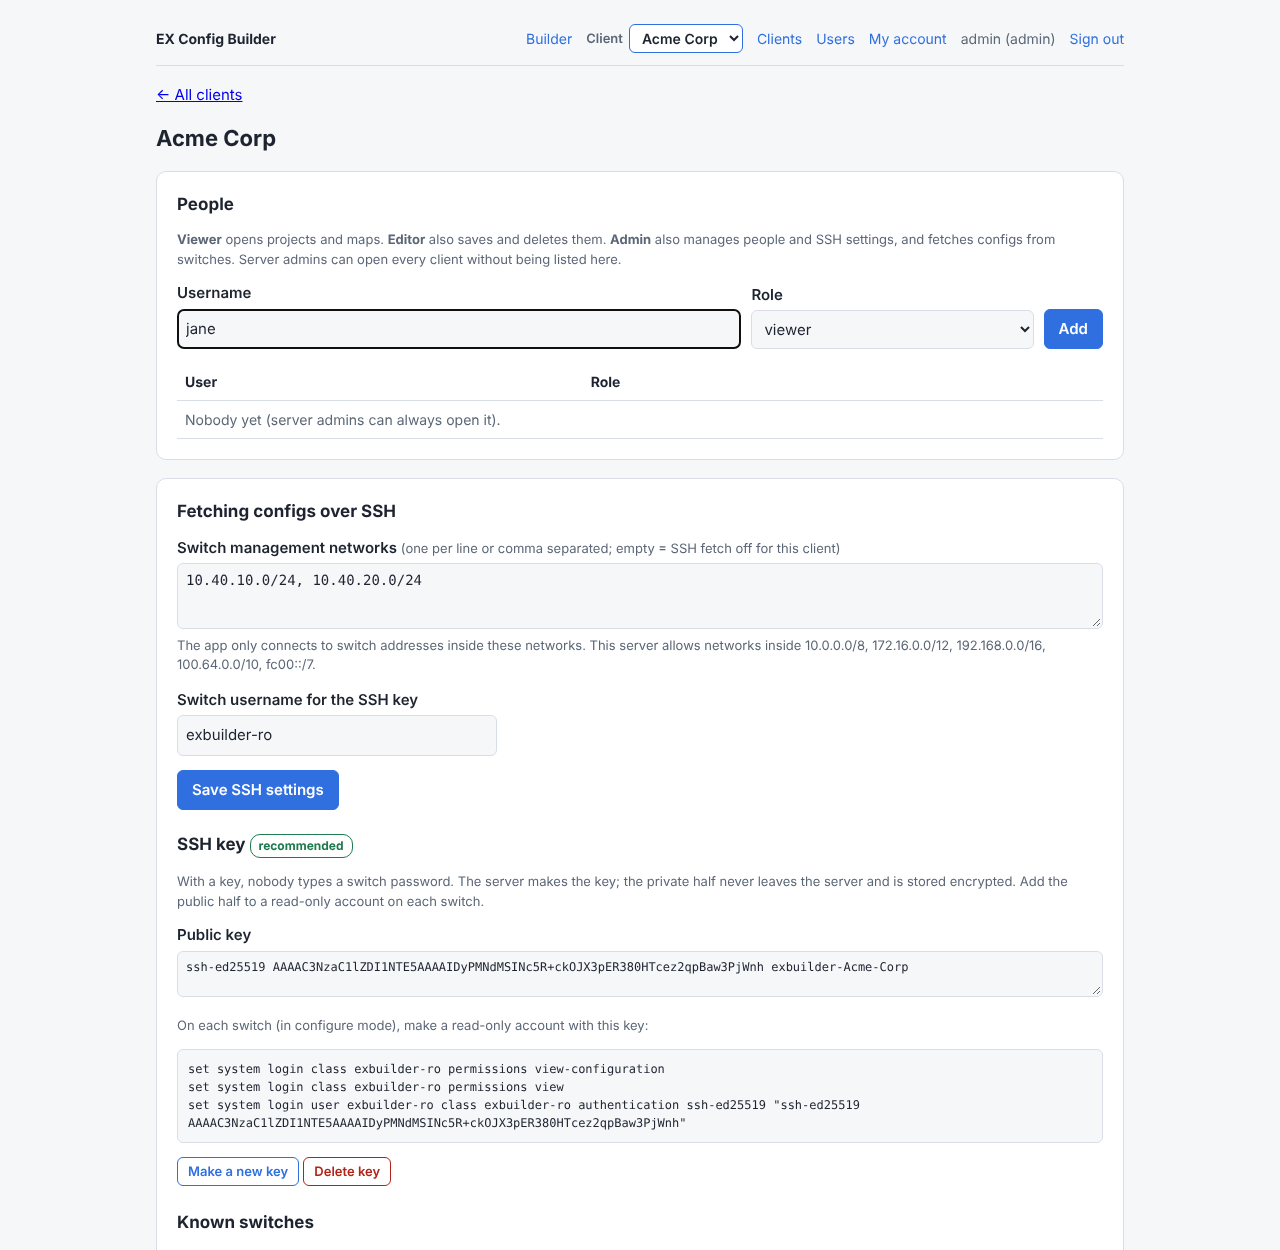 EX Config Builder
Builder Client Acme Corp Clients Users My account admin (admin) Sign out
← All clients
Acme Corp
People
Viewer opens projects and maps. Editor also saves and deletes them. Admin also manages people and SSH settings, and fetches configs from
switches. Server admins can open every client without being listed here.
Username
Role
jane
viewer
Add
User Role
Nobody yet (server admins can always open it).
Fetching configs over SSH
Switch management networks (one per line or comma separated; empty = SSH fetch off for this client)
10.40.10.0/24, 10.40.20.0/24
The app only connects to switch addresses inside these networks. This server allows networks inside 10.0.0.0/8, 172.16.0.0/12, 192.168.0.0/16,
100.64.0.0/10, fc00::/7.
Switch username for the SSH key
exbuilder-ro
Save SSH settings
SSH key recommended
With a key, nobody types a switch password. The server makes the key; the private half never leaves the server and is stored encrypted. Add the
public half to a read-only account on each switch.
Public key
ssh-ed25519 AAAAC3NzaC1lZDI1NTE5AAAAIDyPMNdMSINc5R+ckOJX3pER380HTcez2qpBaw3PjWnh exbuilder-Acme-Corp
On each switch (in configure mode), make a read-only account with this key:
set system login class exbuilder-ro permissions view-configuration
set system login class exbuilder-ro permissions view
set system login user exbuilder-ro class exbuilder-ro authentication ssh-ed25519 "ssh-ed25519
AAAAC3NzaC1lZDI1NTE5AAAAIDyPMNdMSINc5R+ckOJX3pER380HTcez2qpBaw3PjWnh"
Make a new key Delete key
Known switches